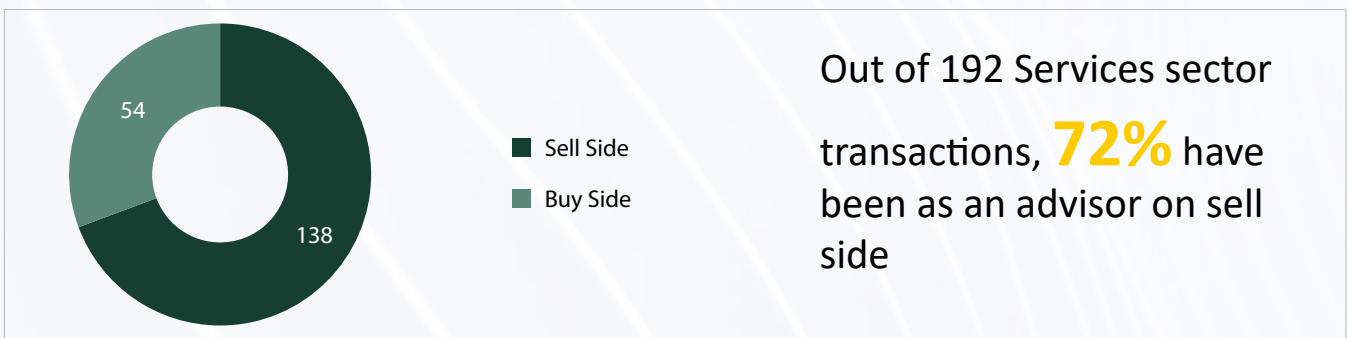 54
138
Sell Side
Buy Side
Out of 192 Services sector
transactions, 72% have
been as an advisor on sell
side